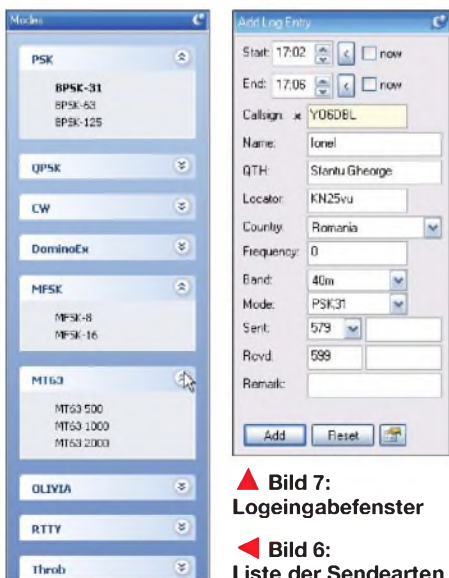 Modes
PSK
BPSK-31
BPSK-63
BPSK-125
QPSK
CW
DominoEx
MFSK
MFSK-8
MFSK-16
MT63
MT63 500
MT63 1000
MT63 2000
OLIVIA
RTTY
Throb
Add Log Entry
Start: 17:02 < now
End: 17:06 < now
Callsign: x YO6DBL
Name: Ionel
QTH: Sfantu Gheorge
Locator: KN25vu
Country: Romania
Frequency: 0
Band: 40m
Mode: PSK31
Sent: 579
Rcvd: 599
Remark:
Add Reset
Bild 7:
Logeingabefenster
Bild 6:
Liste der Sendearten